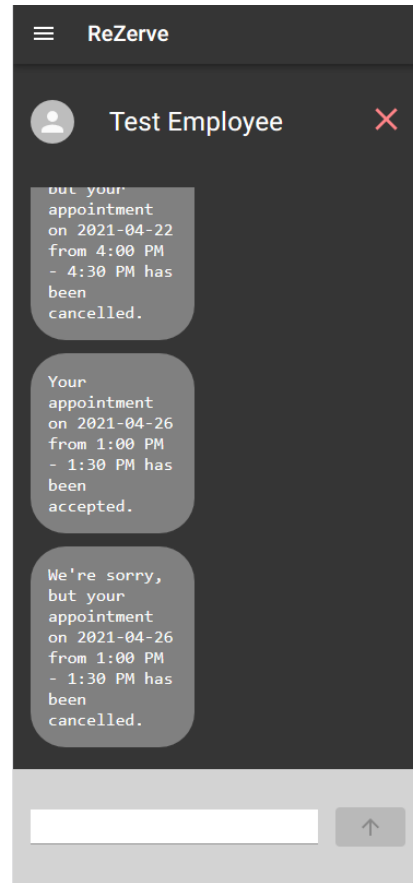 ReZerve
Test Employee
but your
appointment
on 2021-04-22
from 4:00 PM
- 4:30 PM has
been
cancelled.
Your
appointment
on 2021-04-26
from 1:00 PM
- 1:30 PM has
been
accepted.
We're sorry,
but your
appointment
on 2021-04-26
from 1:00 PM
- 1:30 PM has
been
cancelled.